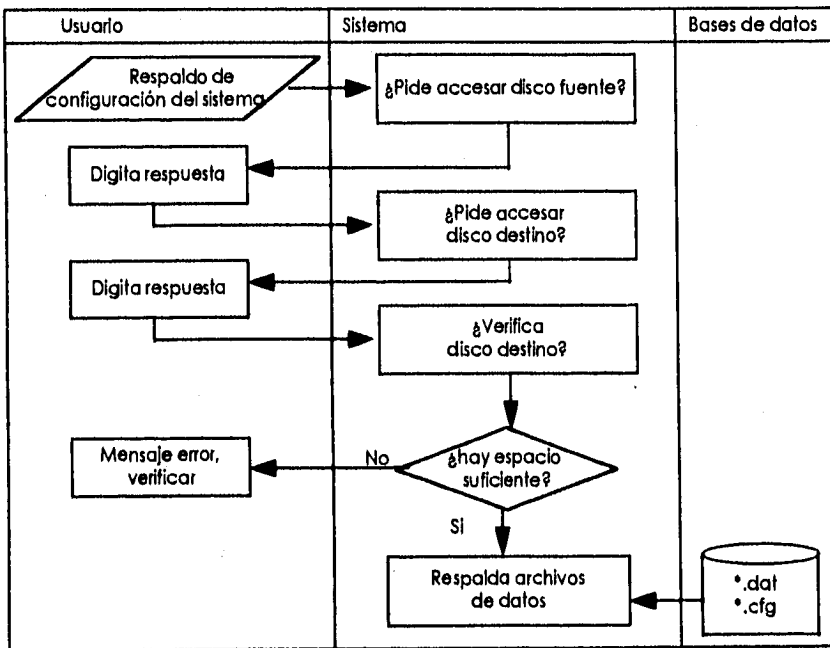 Usuario
Sistema
Bases de datos
Respaldo de
configuración del sistema
¿Pide accesar disco fuente?
Digita respuesta
¿Pide accesar
disco destino?
Digita respuesta
¿Verifica
disco destino?
Mensaje error,
verificar
No
¿hay espacio
suficiente?
Si
Respalda archivos
de datos
*.dat
*.cfg